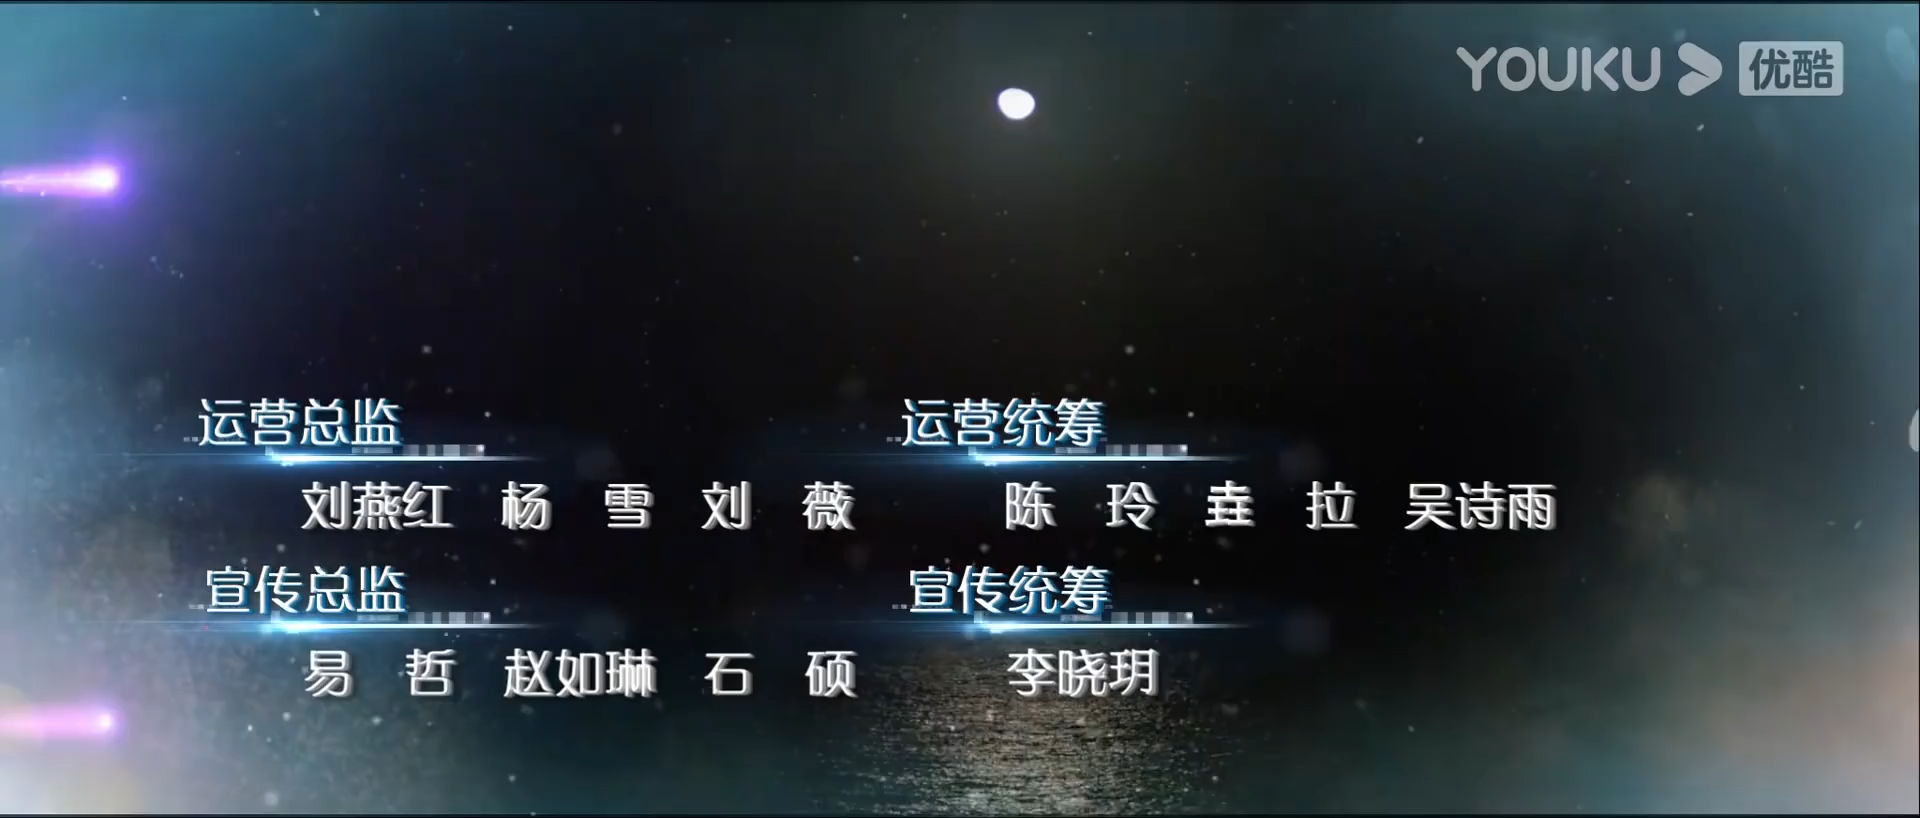 YOUKU 优酷
运营总监 运营统筹
刘燕红 杨 雪 刘 薇 陈 玲 垚 拉 吴诗雨
宣传总监 宣传统筹
易 哲 赵如琳 石 硕 李晓玥